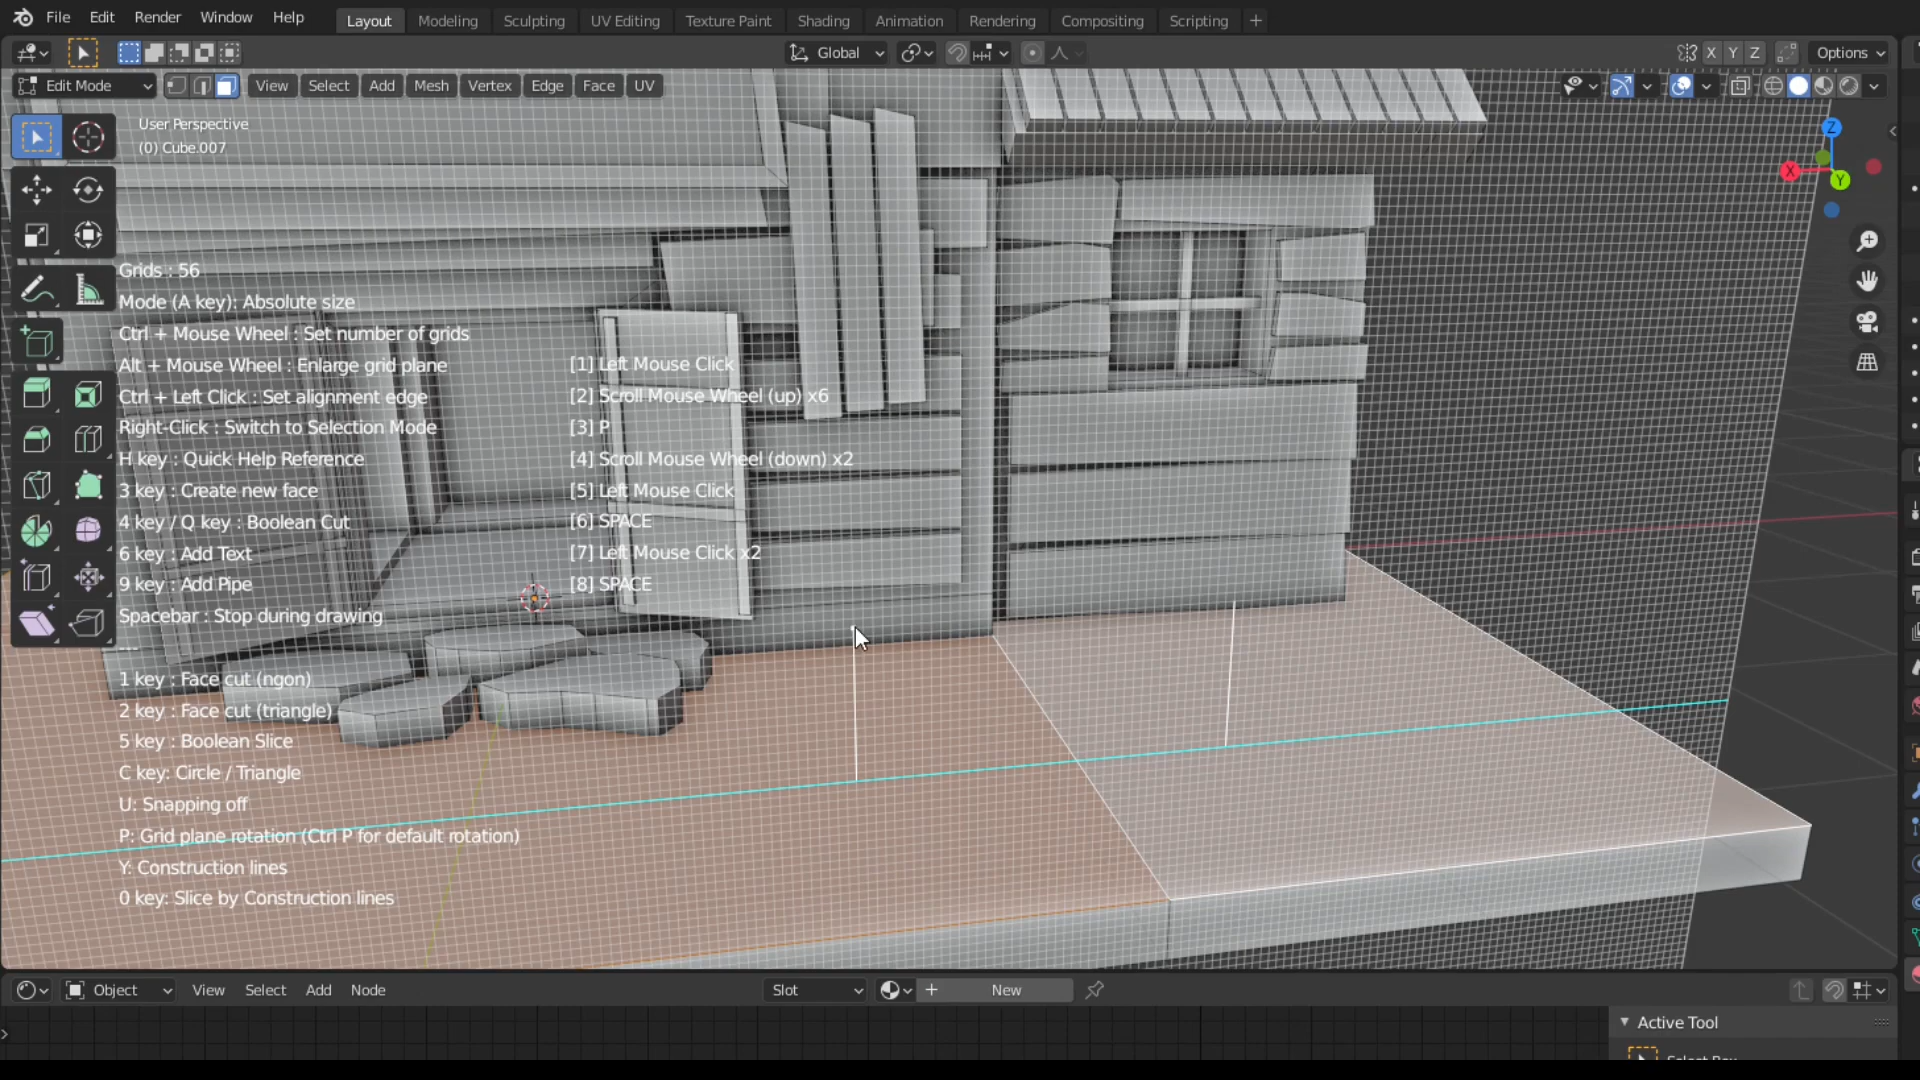 File Edit Render Window Help Layout Modeling Sculpting UV Editing Texture Paint Shading Animation Rendering Compositing Scripting +
Global X Y Z Options
Edit Mode View Select Add Mesh Vertex Edge Face UV
User Perspective
(0) Cube.007
Z
X
Y
Grids : 56
Mode (A key): Absolute size
Ctrl + Mouse Wheel : Set number of grids
Alt + Mouse Wheel : Enlarge grid plane
Ctrl + Left Click : Set alignment edge
Right-Click : Switch to Selection Mode
H key : Quick Help Reference
3 key : Create new face
4 key / Q key : Boolean Cut
6 key : Add Text
9 key : Add Pipe
Spacebar : Stop during drawing
---
1 key : Face cut (ngon)
2 key : Face cut (triangle)
5 key : Boolean Slice
C key: Circle / Triangle
U: Snapping off
P: Grid plane rotation (Ctrl P for default rotation)
Y: Construction lines
0 key: Slice by Construction lines
[1] Left Mouse Click
[2] Scroll Mouse Wheel (up) x6
[3] P
[4] Scroll Mouse Wheel (down) x2
[5] Left Mouse Click
[6] SPACE
[7] Left Mouse Click x2
[8] SPACE
Object View Select Add Node Slot + New
Active Tool
Select Box